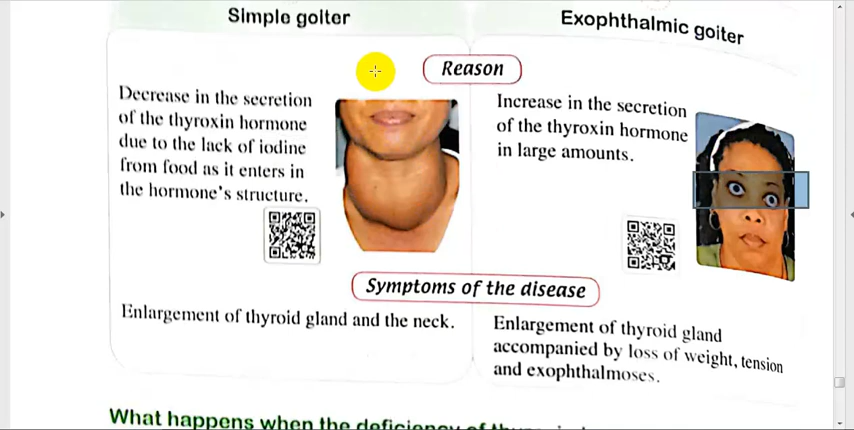 Simple goiter
Exophthalmic goiter
Reason
Decrease in the secretion
of the thyroxin hormone
due to the lack of iodine
from food as it enters in
the hormone's structure.
Increase in the secretion
of the thyroxin hormone
in large amounts.
Symptoms of the disease
Enlargement of thyroid gland and the neck.
Enlargement of thyroid gland
accompanied by loss of weight, tension
and exophthalmoses.
What happens when the deficiency of